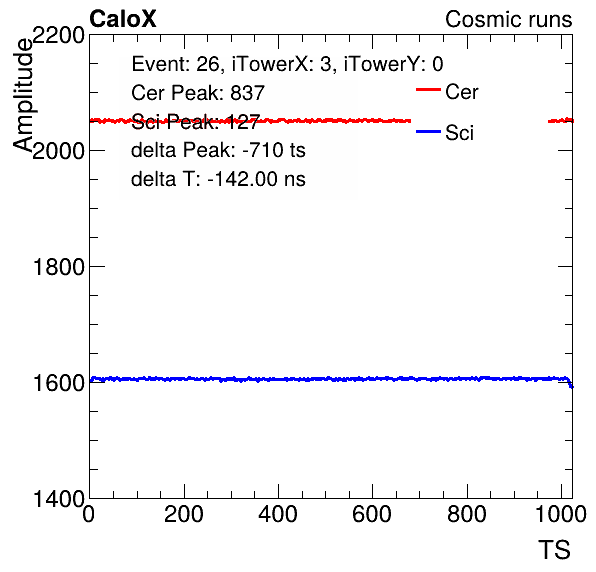 CaloX Cosmic runs
Amplitude
2200
2000
1800
1600
1400
Event: 26, iTowerX: 3, iTowerY: 0
Cer Peak: 837
Sci Peak: 127
delta Peak: -710 ts
delta T: -142.00 ns
Cer
Sci
0 200 400 600 800 1000
TS